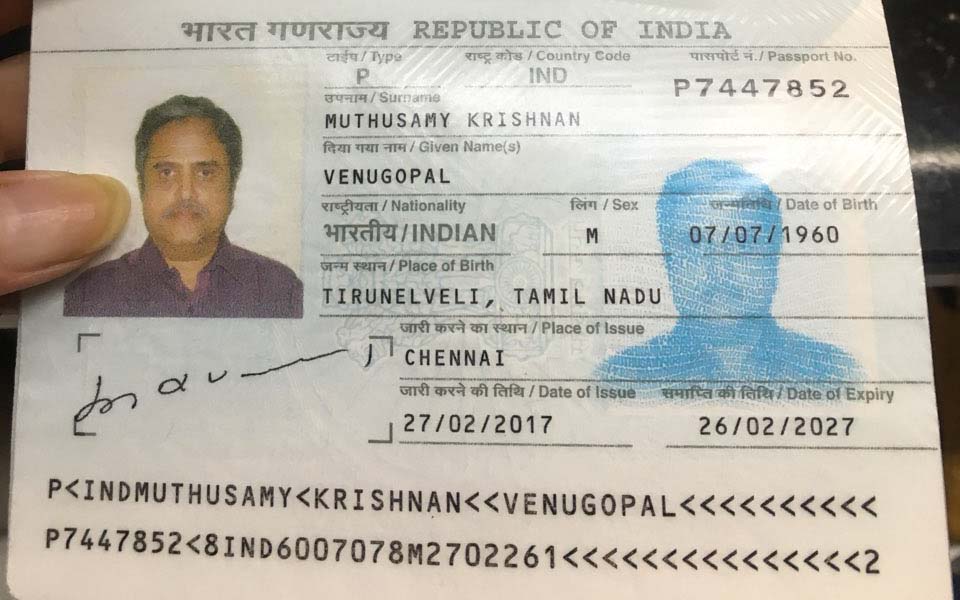 भारत गणराज्य REPUBLIC OF INDIA
टाईप / Type राष्ट्र कोड / Country Code पासपोर्ट नं. / Passport No.
P IND P7447852
उपनाम / Surname
MUTHUSAMY KRISHNAN
दिया गया नाम / Given Name(s)
VENUGOPAL
राष्ट्रीयता / Nationality लिंग / Sex जन्मतिथि / Date of Birth
भारतीय / INDIAN M 07/07/1960
जन्म स्थान / Place of Birth
TIRUNELVELI, TAMIL NADU
जारी करने का स्थान / Place of Issue
CHENNAI
जारी करने की तिथि / Date of Issue समाप्ति की तिथि / Date of Expiry
27/02/2017 26/02/2027
P<INDMUTHUSAMY<KRISHNAN<<VENUGOPAL<<<<<<<<<<
P7447852<8IND6007078M2702261<<<<<<<<<<<<<<<2